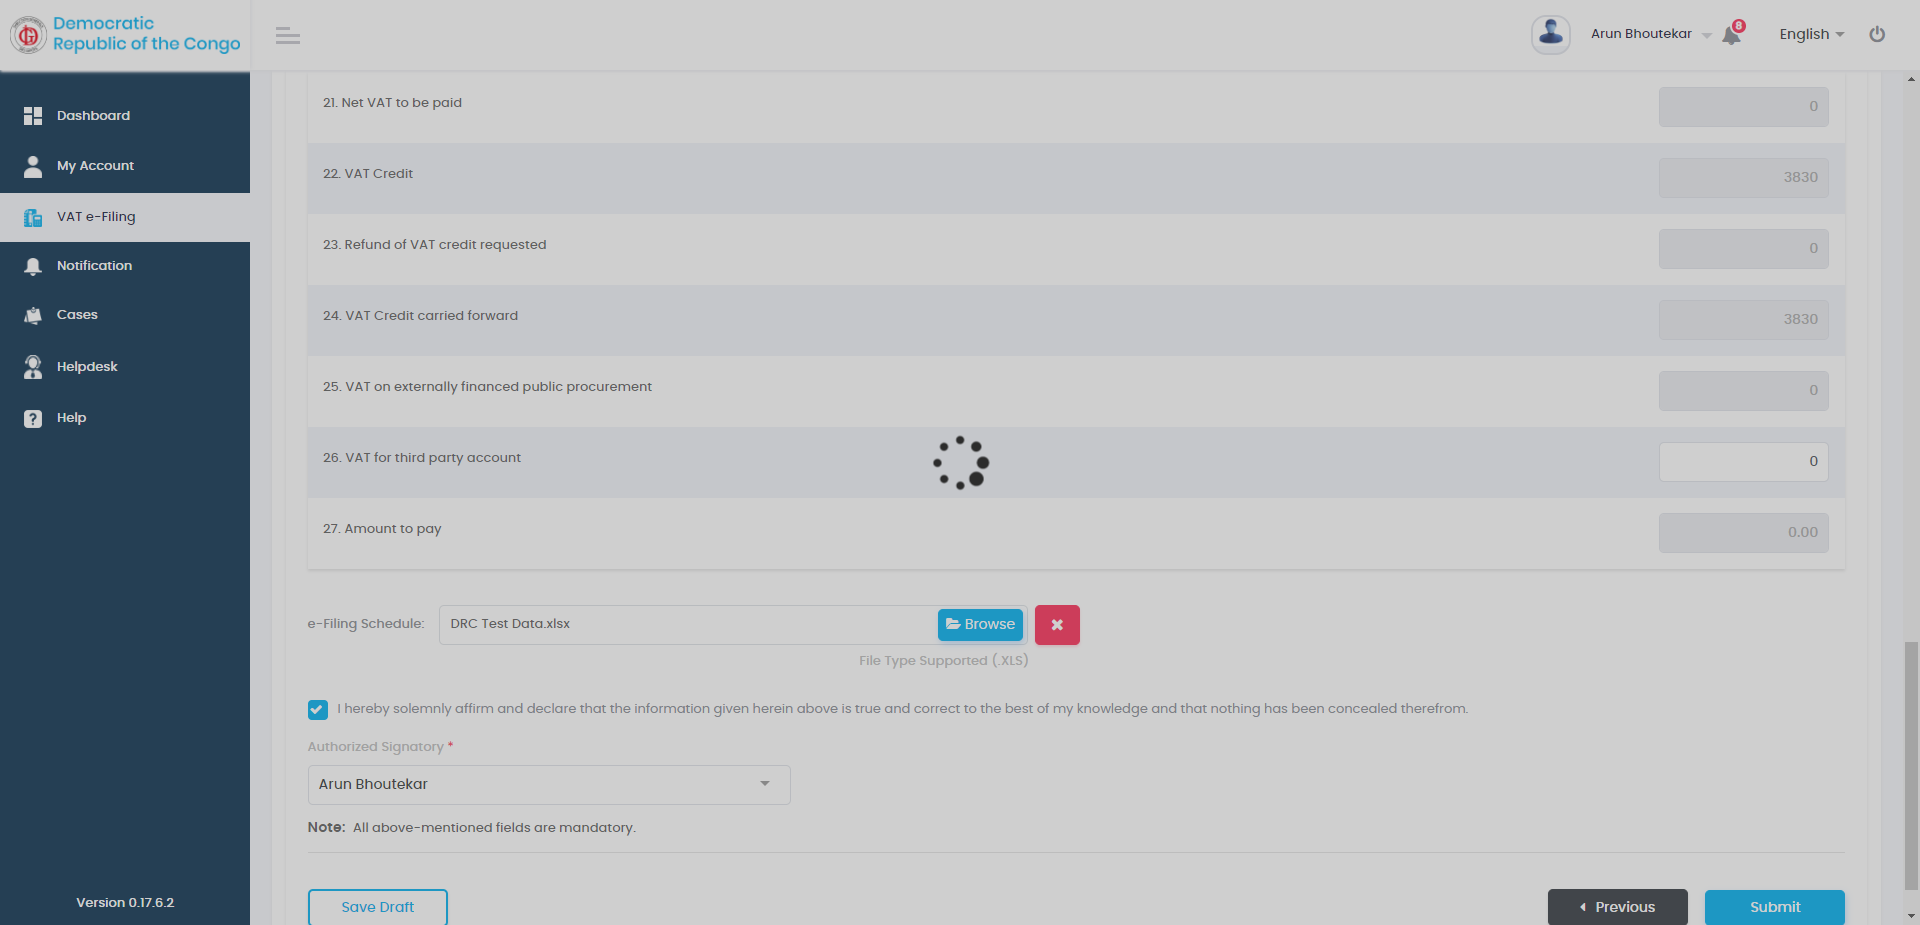 Democratic
Republic of the Congo
Arun Bhoutekar
8
English
Dashboard
My Account
VAT e-Filing
Notification
Cases
Helpdesk
Help
Version 0.17.6.2
21. Net VAT to be paid
0
22. VAT Credit
3830
23. Refund of VAT credit requested
0
24. VAT Credit carried forward
3830
25. VAT on externally financed public procurement
0
26. VAT for third party account
0
27. Amount to pay
0.00
e-Filing Schedule:
DRC Test Data.xlsx
Browse
File Type Supported (.XLS)
I hereby solemnly affirm and declare that the information given herein above is true and correct to the best of my knowledge and that nothing has been concealed therefrom.
Authorized Signatory *
Arun Bhoutekar
Note: All above-mentioned fields are mandatory.
Save Draft
Previous
Submit